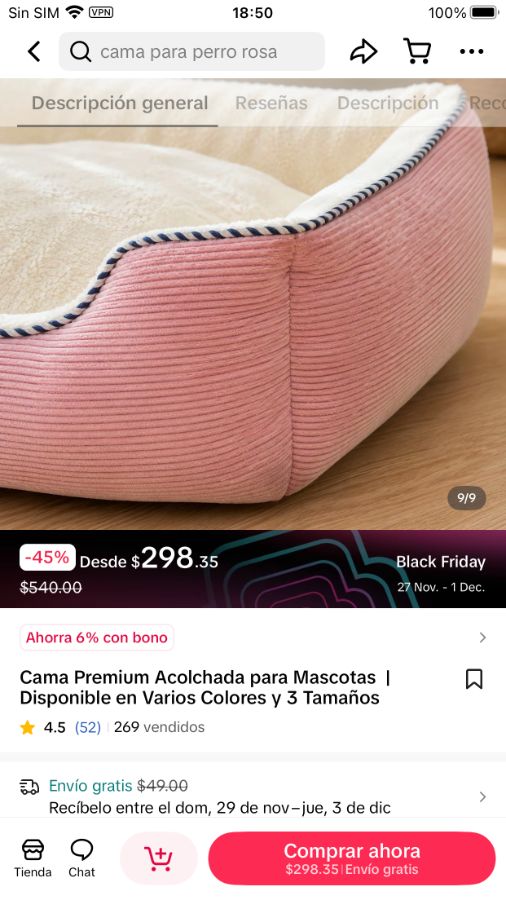 Sin SIM VPN 18:50 100%
cama para perro rosa
Descripción general Reseñas Descripción Reco
9/9
-45% Desde $298.35 Black Friday
$540.00 27 Nov. - 1 Dec.
Ahorra 6% con bono
Cama Premium Acolchada para Mascotas |
Disponible en Varios Colores y 3 Tamaños
4.5 (52) 269 vendidos
Envío gratis $49.00
Recíbelo entre el dom, 29 de nov–jue, 3 de dic
Tienda Chat Comprar ahora
$298.35 | Envío gratis